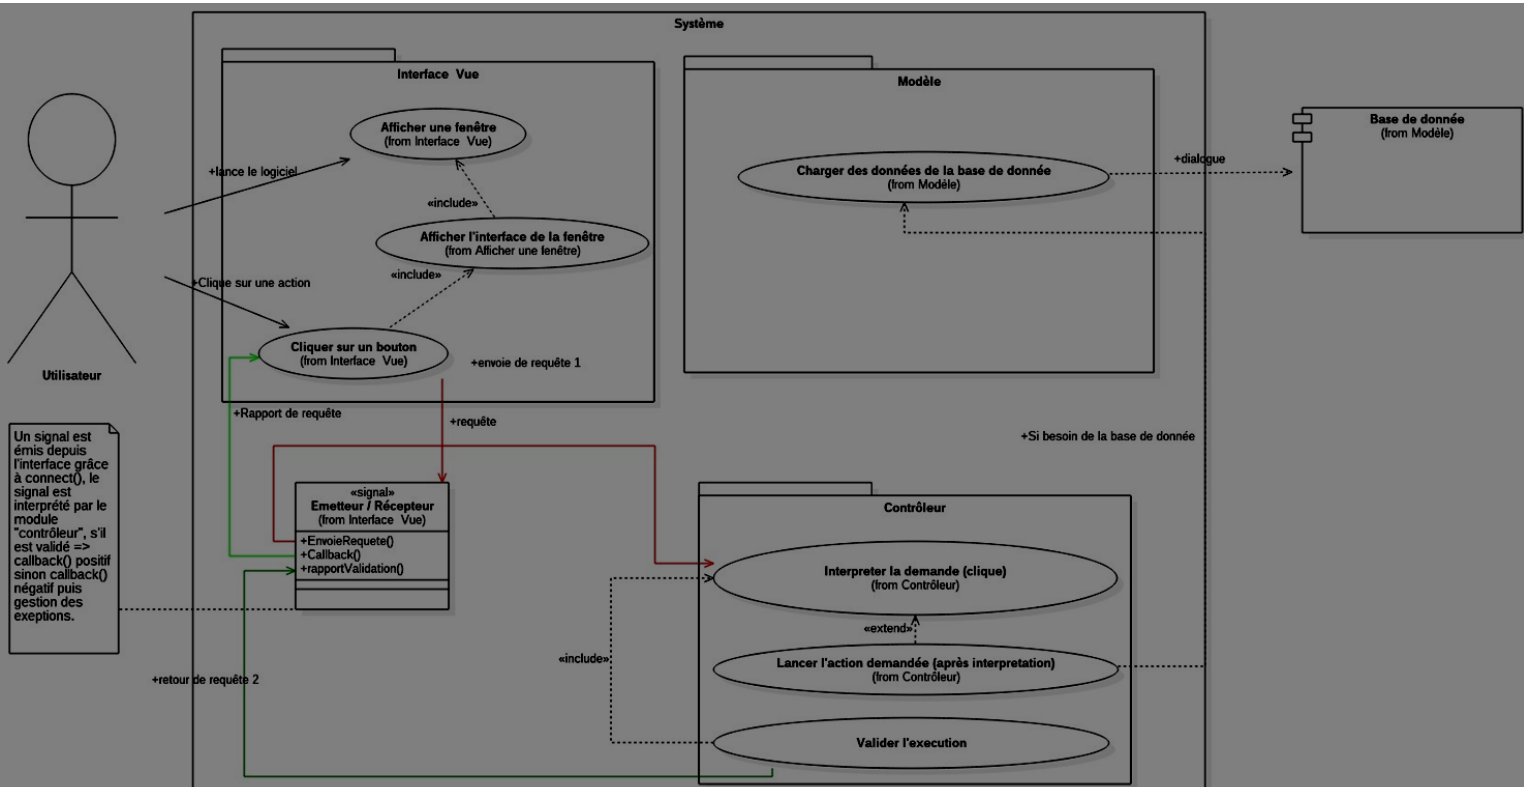 Système
Interface Vue
Afficher une fenêtre
(from Interface Vue)
+lance le logiciel
«include»
Afficher l'interface de la fenêtre
(from Afficher une fenêtre)
«include»
+Clique sur une action
Cliquer sur un bouton
(from Interface Vue)
+envoie de requête 1
Utilisateur
Modèle
Charger des données de la base de donnée
(from Modèle)
+dialogue
Base de donnée
(from Modèle)
+Rapport de requête
+requête
+Si besoin de la base de donnée
Un signal est
émis depuis
l'interface grâce
à connect(), le
signal est
interprété par le
module
"contrôleur", s'il
est validé =>
callback() positif
sinon callback()
négatif puis
gestion des
exeptions.
«signal»
Emetteur / Récepteur
(from Interface Vue)
+EnvoieRequete()
+Callback()
+rapportValidation()
Contrôleur
Interpreter la demande (clique)
(from Contrôleur)
«extend»
«include»
Lancer l'action demandée (après interpretation)
(from Contrôleur)
+retour de requête 2
Valider l'execution